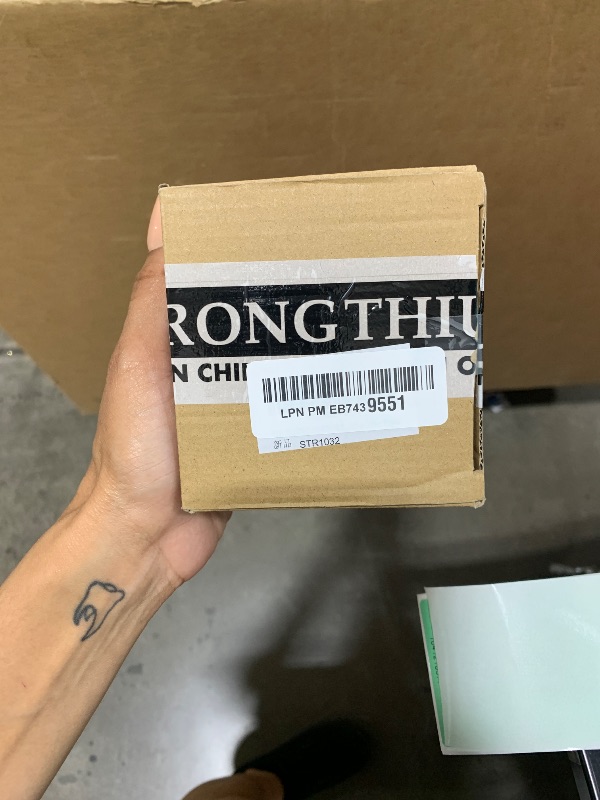 RONGTHIU
N CHI O
LPN PM EB7439551
STR1032